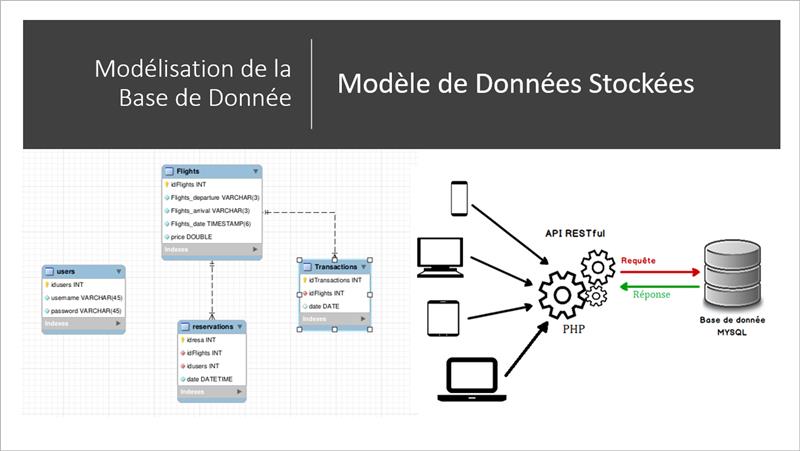 Modélisation de la
Base de Donnée
Modèle de Données Stockées
Flights
idFlights INT
Flights_departure VARCHAR(3)
Flights_arrival VARCHAR(3)
Flights_date TIMESTAMP(6)
price DOUBLE
Indexes
users
idusers INT
username VARCHAR(45)
password VARCHAR(45)
Indexes
Transactions
idTransactions INT
idFlights INT
date DATE
Indexes
reservations
idresa INT
idFlights INT
idusers INT
date DATETIME
Indexes
API RESTful
PHP
Requête
Réponse
Base de donnée
MYSQL